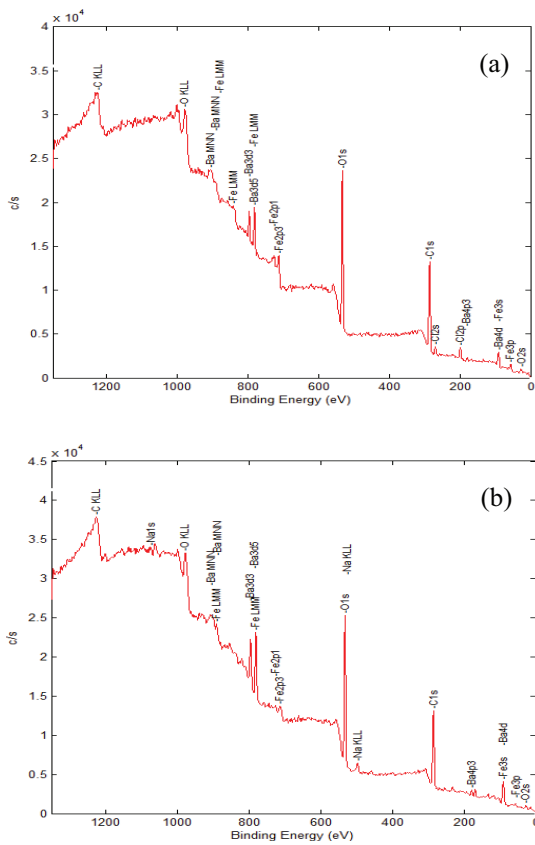 × 10⁴
(a)
4
3.5
3
2.5
2
1.5
1
0.5
0
c/s
-C KLL
-O KLL
-Ba MNN
-Ba MNN
-Fe LMM
-Fe LMM
-Ba3d3
-Ba3d5
-Fe LMM
-Fe2p3
-Fe2p1
-O1s
-C1s
-Cl2s
-Cl2p
-Ba4p3
-Ba4d
-Fe3s
-Fe3p
-O2s
1200 1000 800 600 400 200 0
Binding Energy (eV)
× 10⁴
(b)
4.5
4
3.5
3
2.5
2
1.5
1
0.5
0
c/s
-C KLL
-Na1s
-O KLL
-Ba MNN
-Ba MNN
-Fe LMM
-Ba3d3
-Ba3d5
-Fe LMM
-Fe2p3
-Fe2p1
-O1s
-Na KLL
-Na KLL
-C1s
-Ba4p3
-Fe3s
-Ba4d
-Fe3p
-O2s
1200 1000 800 600 400 200 0
Binding Energy (eV)